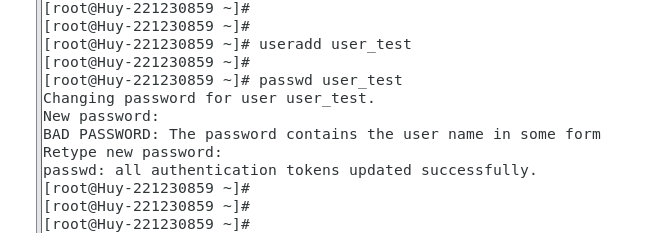 [root@Huy-221230859 ~]#
[root@Huy-221230859 ~]#
[root@Huy-221230859 ~]# useradd user_test
[root@Huy-221230859 ~]#
[root@Huy-221230859 ~]# passwd user_test
Changing password for user user_test.
New password:
BAD PASSWORD: The password contains the user name in some form
Retype new password:
passwd: all authentication tokens updated successfully.
[root@Huy-221230859 ~]#
[root@Huy-221230859 ~]#
[root@Huy-221230859 ~]#